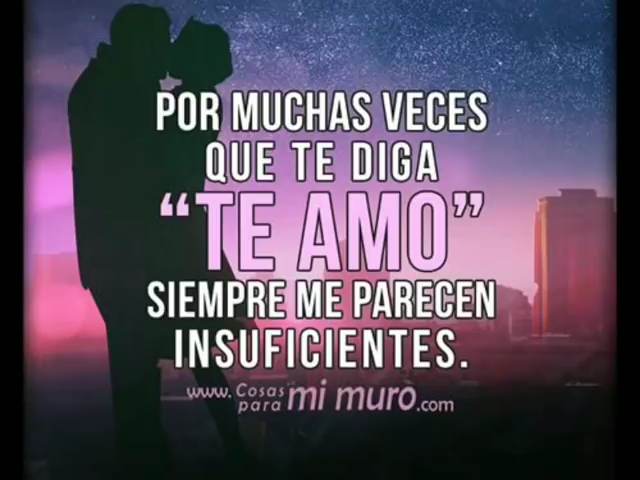 POR MUCHAS VECES
QUE TE DIGA
“TE AMO”
SIEMPRE ME PARECEN
INSUFICIENTES.
www.Cosas para mi muro.com